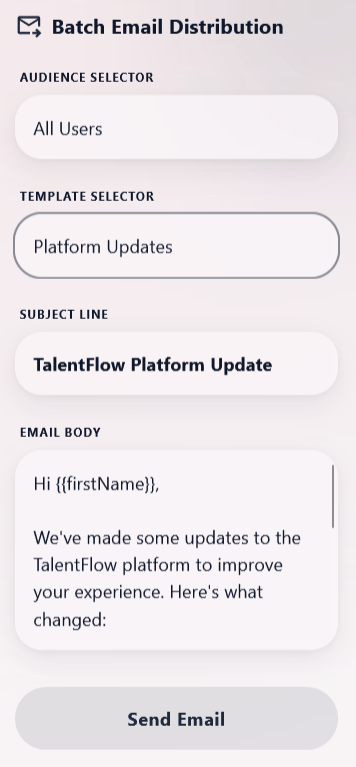 Batch Email Distribution
AUDIENCE SELECTOR
All Users
TEMPLATE SELECTOR
Platform Updates
SUBJECT LINE
TalentFlow Platform Update
EMAIL BODY
Hi {{firstName}},
We've made some updates to the
TalentFlow platform to improve
your experience. Here's what
changed:
Send Email